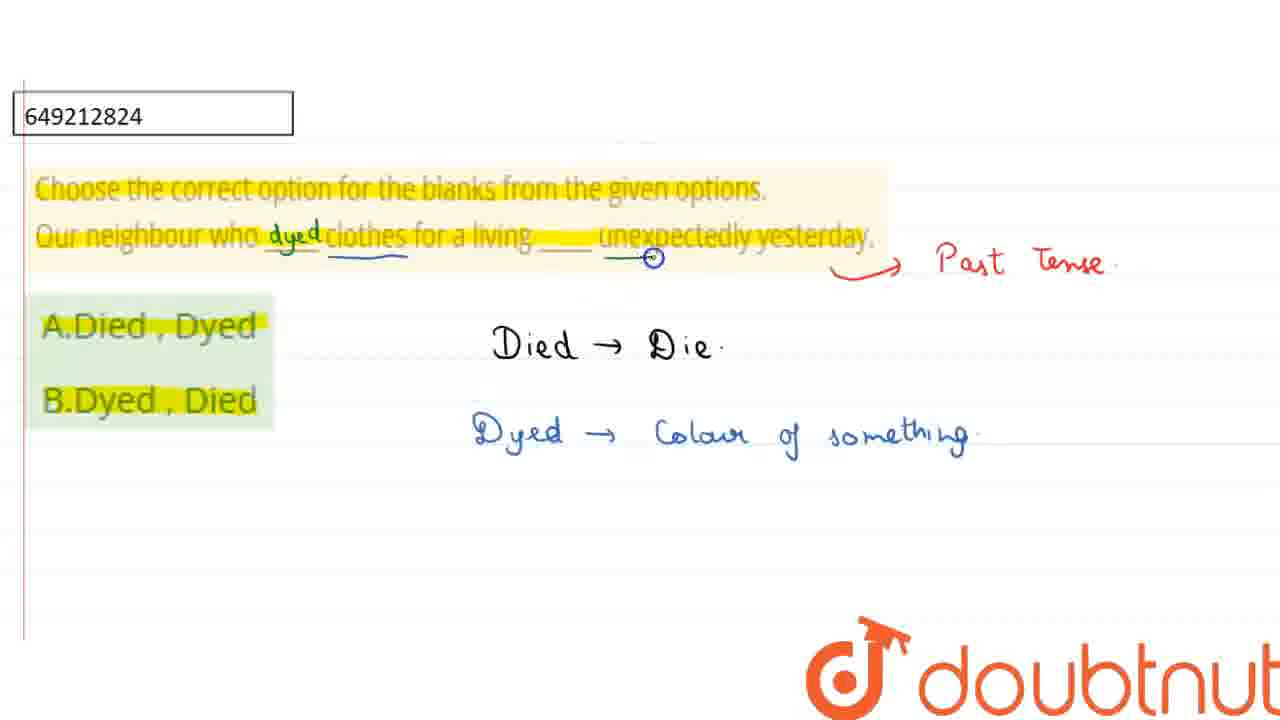 649212824
Choose the correct option for the blanks from the given options.
Our neighbour who dyed clothes for a living ____ unexpectedly yesterday.
Past Tense.
A.Died , Dyed
Died → Die.
B.Dyed , Died
Dyed → Colour of something.
doubtnut